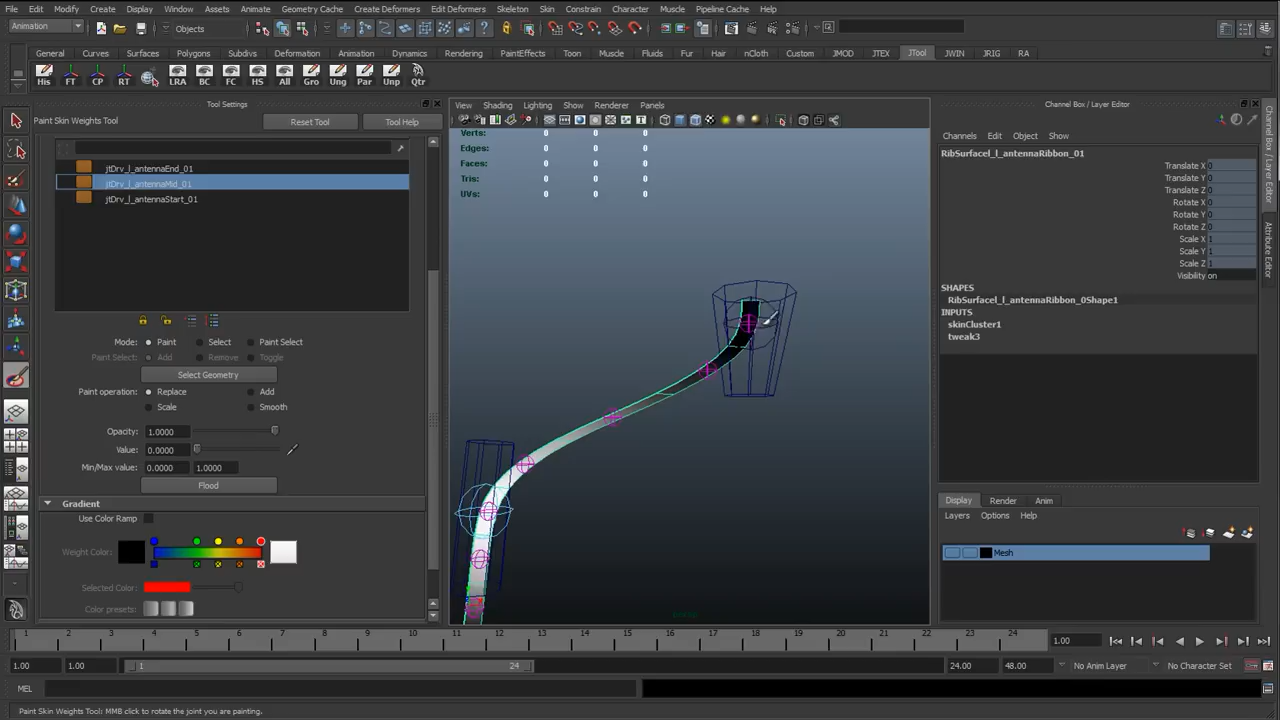 File Edit Modify Create Display Window Assets Animate Geometry Cache Create Deformers Edit Deformers Skeleton Skin Constrain Character Muscle Pipeline Cache Help
Animation Objects
General Curves Surfaces Polygons Subdivs Deformation Animation Dynamics Rendering PaintEffects Toon Muscle Fluids Fur Hair nCloth Custom JMOD JTEX JTool JWIN JRIG RA
His FT CP RT LRA BC FC HS All Gro Ung Par Unp Qtr
Tool Settings
Paint Skin Weights Tool Reset Tool Tool Help
jtDrv_l_antennaEnd_01
jtDrv_l_antennaMid_01
jtDrv_l_antennaStart_01
Mode: Paint Select Paint Select
Paint Select: Add Remove Toggle
Select Geometry
Paint operation: Replace Add
Scale Smooth
Opacity: 1.0000
Value: 0.0000
Min/Max value: 0.0000 1.0000
Flood
Gradient
Use Color Ramp
Weight Color:
Selected Color:
Color presets:
View Shading Lighting Show Renderer Panels
Verts: 0 0 0
Edges: 0 0 0
Faces: 0 0 0
Tris: 0 0 0
UVs: 0 0 0
persp
Channel Box / Layer Editor
Channels Edit Object Show
RibSurfacel_l_antennaRibbon_01
Translate X 0
Translate Y 0
Translate Z 0
Rotate X 0
Rotate Y 0
Rotate Z 0
Scale X 1
Scale Y 1
Scale Z 1
Visibility on
SHAPES
RibSurfacel_l_antennaRibbon_0Shape1
INPUTS
skinCluster1
tweak3
Display Render Anim
Layers Options Help
Mesh
Channel Box / Layer Editor
Attribute Editor
1 2 3 4 5 6 7 8 9 10 11 12 13 14 15 16 17 18 19 20 21 22 23 24 1.00
1.00 1.00 1 24 24.00 48.00 No Anim Layer No Character Set
MEL
Paint Skin Weights Tool: MMB click to rotate the joint you are painting.